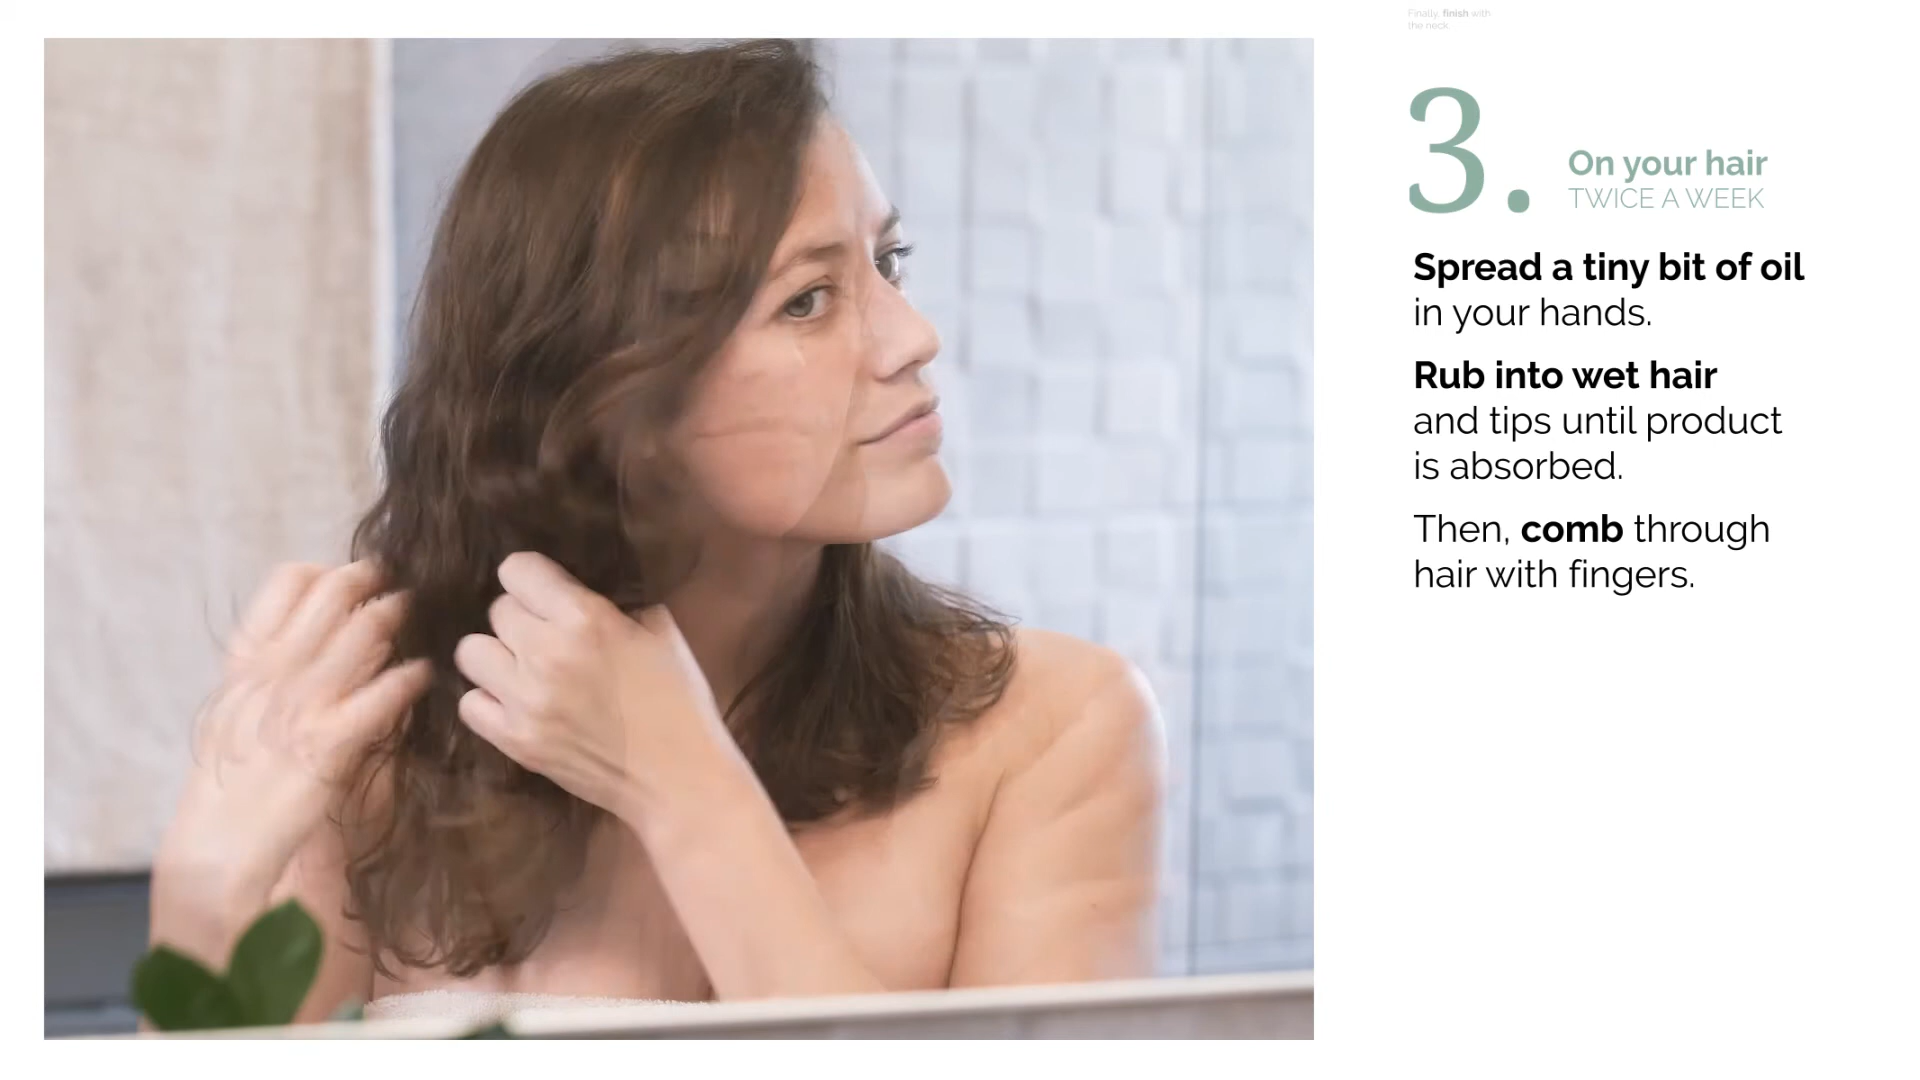 Finally, finish with
the neck.
3.
On your hair
TWICE A WEEK
Spread a tiny bit of oil
in your hands.
Rub into wet hair
and tips until product
is absorbed.
Then, comb through
hair with fingers.